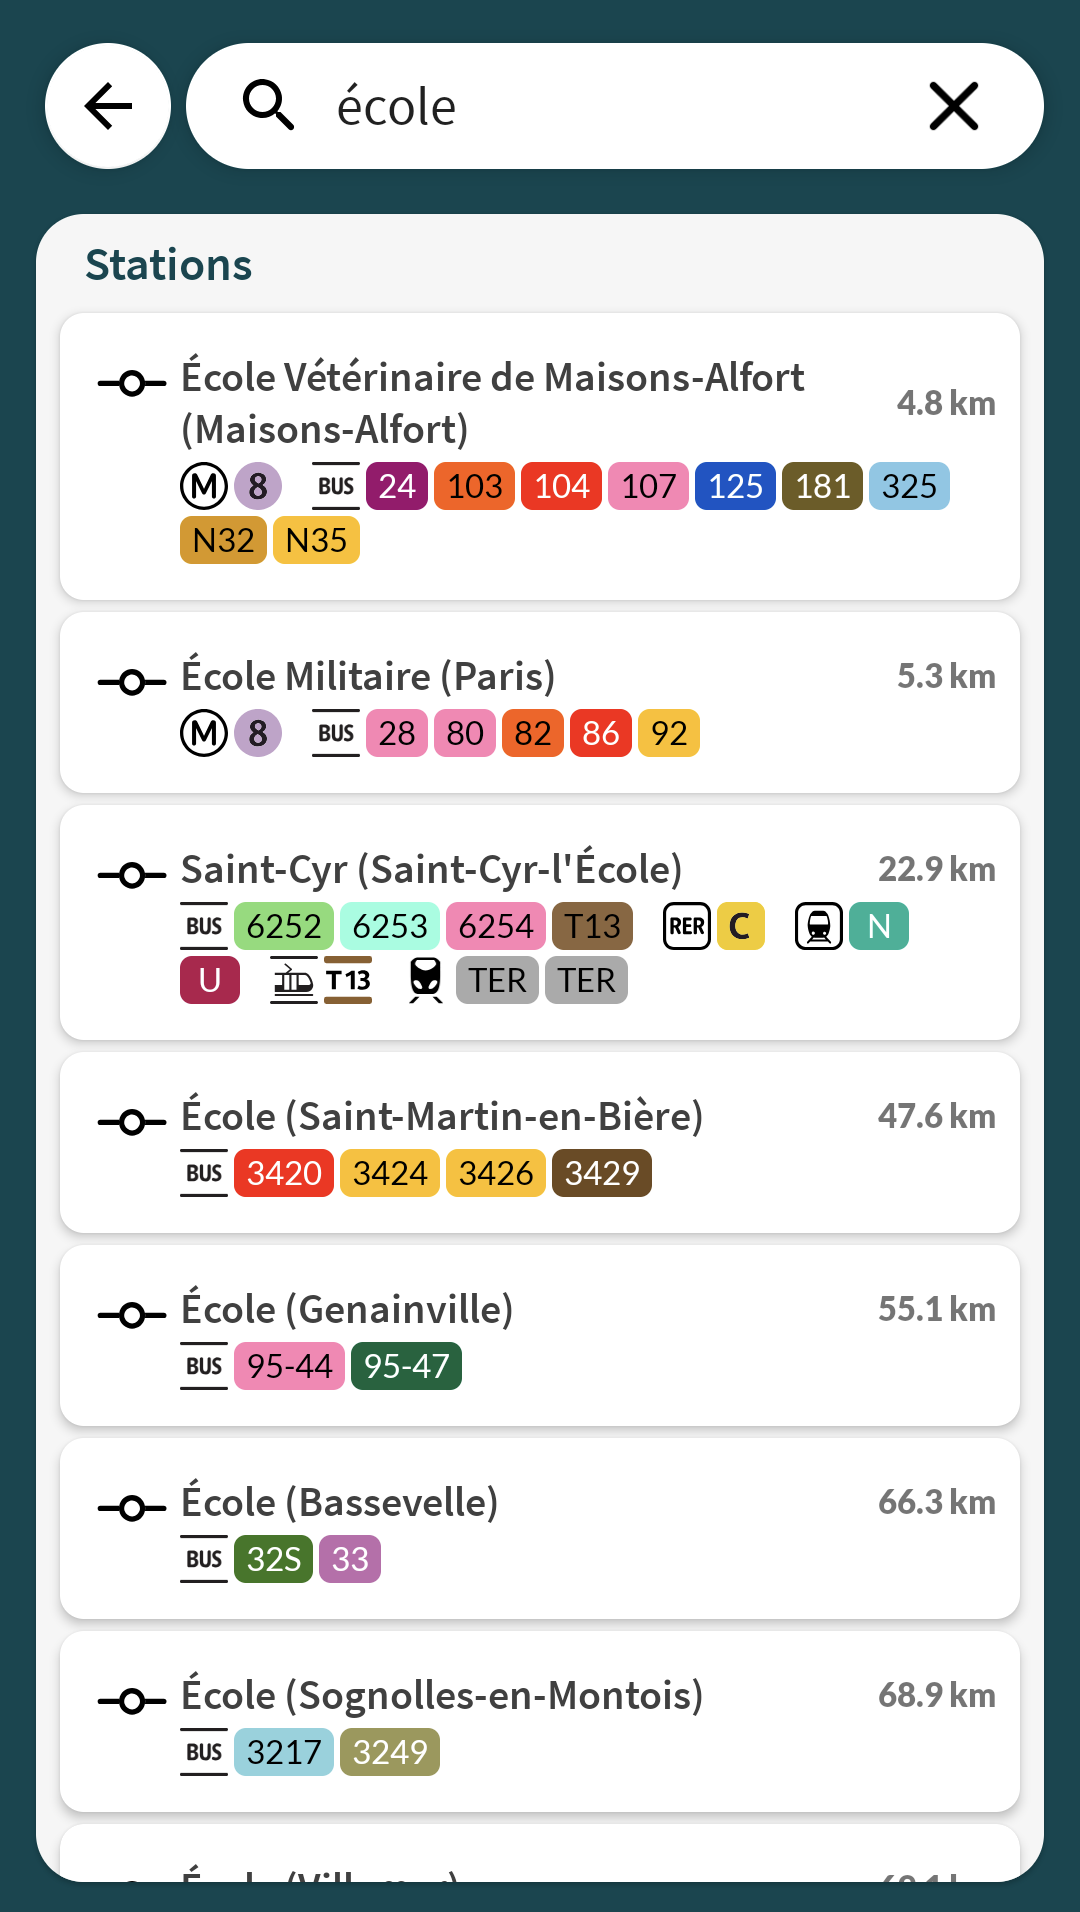 école
Stations
École Vétérinaire de Maisons-Alfort
(Maisons-Alfort)
4.8 km
M 8 BUS 24 103 104 107 125 181 325
N32 N35
École Militaire (Paris)
5.3 km
M 8 BUS 28 80 82 86 92
Saint-Cyr (Saint-Cyr-l'École)
22.9 km
BUS 6252 6253 6254 T13 RER C N
U T13 TER TER
École (Saint-Martin-en-Bière)
47.6 km
BUS 3420 3424 3426 3429
École (Genainville)
55.1 km
BUS 95-44 95-47
École (Bassevelle)
66.3 km
BUS 32S 33
École (Sognolles-en-Montois)
68.9 km
BUS 3217 3249
École